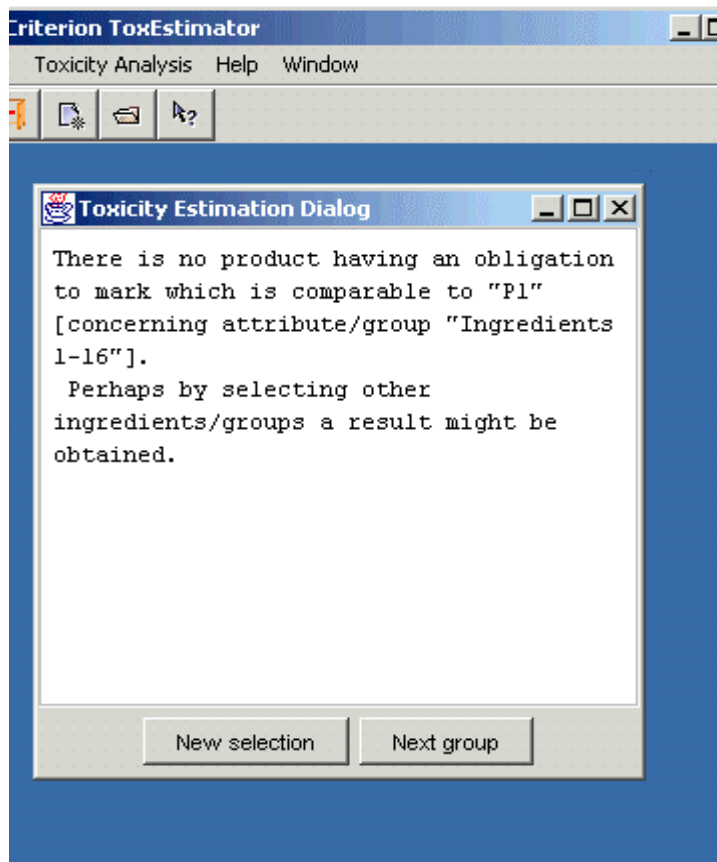 Criterion ToxEstimator
Toxicity Analysis Help Window
Toxicity Estimation Dialog
There is no product having an obligation
to mark which is comparable to "P1"
[concerning attribute/group "Ingredients
1-16"].
Perhaps by selecting other
ingredients/groups a result might be
obtained.
New selection Next group